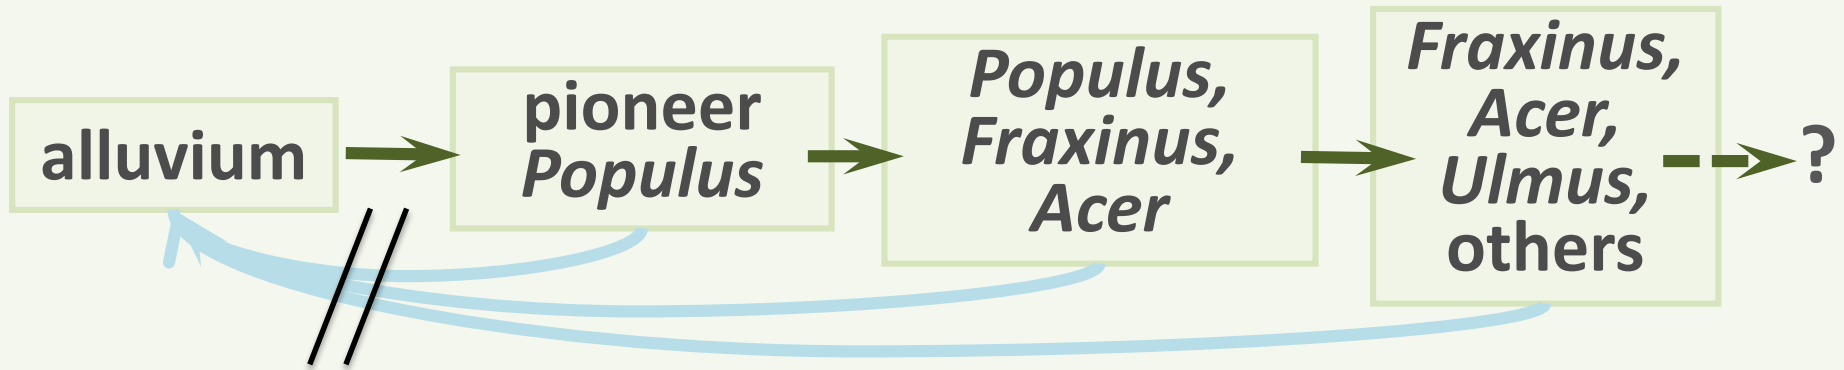 alluvium
pioneer
Populus
Populus,
Fraxinus,
Acer
Fraxinus,
Acer,
Ulmus,
others
?